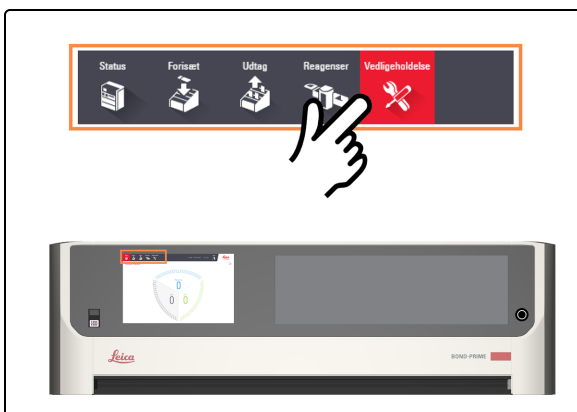 Status Forisæt Udtag Reagenser Vedligeholdelse
0
0 0
Leica
BOND-PRIME